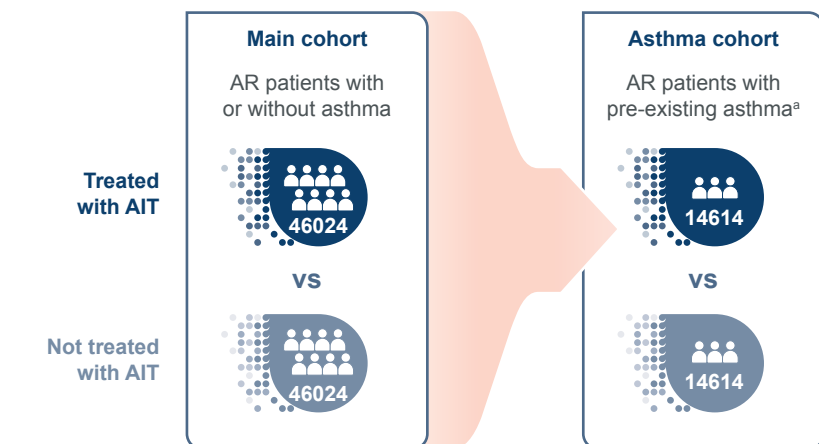 Main cohort
AR patients with
or without asthma
Asthma cohort
AR patients with
pre-existing asthmaᵃ
Treated
with AIT
46024
14614
vs
vs
Not treated
with AIT
46024
14614